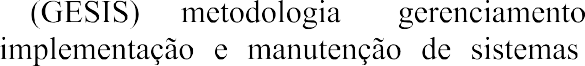 (GESIS) metodologia gerenciamento
implementação e manutenção de sistemas